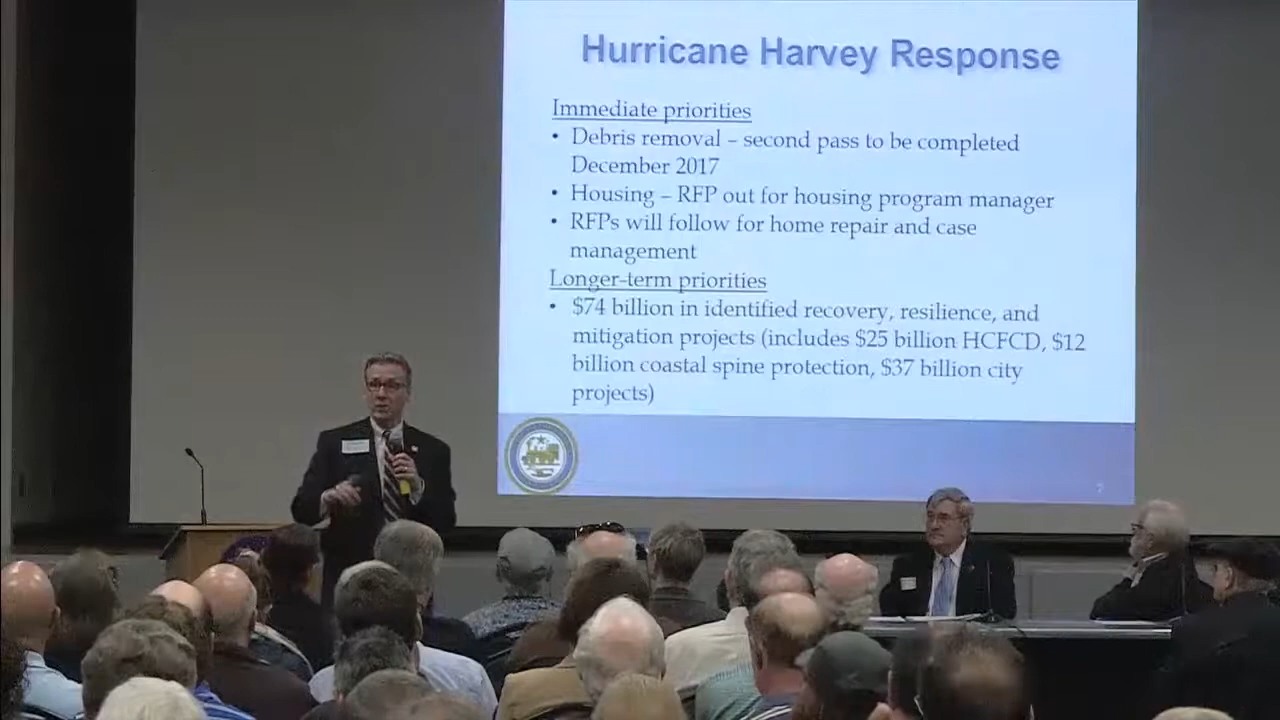 Hurricane Harvey Response
Immediate priorities
• Debris removal – second pass to be completed
December 2017
• Housing – RFP out for housing program manager
• RFPs will follow for home repair and case
management
Longer-term priorities
• $74 billion in identified recovery, resilience, and
mitigation projects (includes $25 billion HCFCD, $12
billion coastal spine protection, $37 billion city
projects)
7